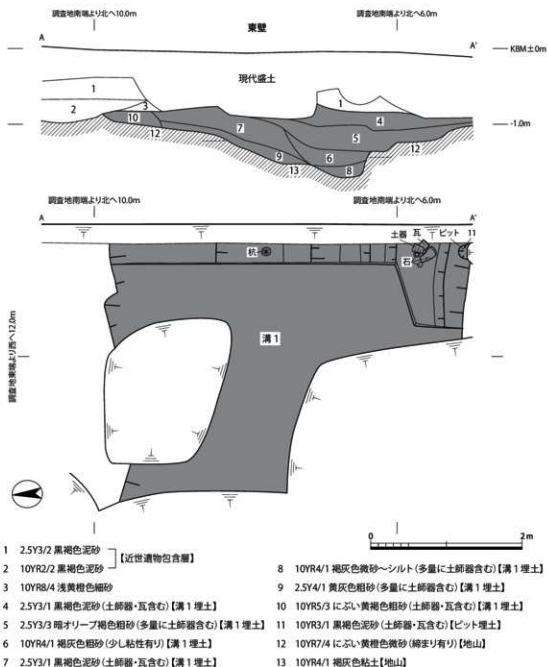 調査地南端より北へ10.0m
調査地南端より北へ6.0m
東壁
A
A'
KBM±0m
現代盛土
1
1
2
3
4
10
7
5
-1.0m
12
12
6
9
13
8
調査地南端より北へ10.0m
調査地南端より北へ6.0m
A
A'
土器 瓦 ピット 11
杭
石
溝1
調査地東端より西へ12.0m
0 2m
1 2.5Y3/2 黒褐色泥砂
2 10YR2/2 黒褐色泥砂
【近世遺物包含層】
3 10YR8/4 浅黄橙色細砂
4 2.5Y3/1 黒褐色泥砂(土師器・瓦含む)【溝1埋土】
5 2.5Y3/3 暗オリーブ褐色粗砂(多量に土師器含む)【溝1埋土】
6 10YR4/1 褐灰色粗砂(少し粘性有り)【溝1埋土】
7 2.5Y3/1 黒褐色泥砂(土師器・瓦含む)【溝1埋土】
8 10YR4/1 褐灰色微砂〜シルト(多量に土師器含む)【溝1埋土】
9 2.5Y4/1 黄灰色粗砂(多量に土師器含む)【溝1埋土】
10 10YR5/3 にぶい黄褐色粗砂(土師器・瓦含む)【溝1埋土】
11 10YR3/1 黒褐色泥砂(土師器・瓦含む)【ピット埋土】
12 10YR7/4 にぶい黄橙色微砂(締まり有り)【地山】
13 10YR4/1 褐灰色粘土【地山】